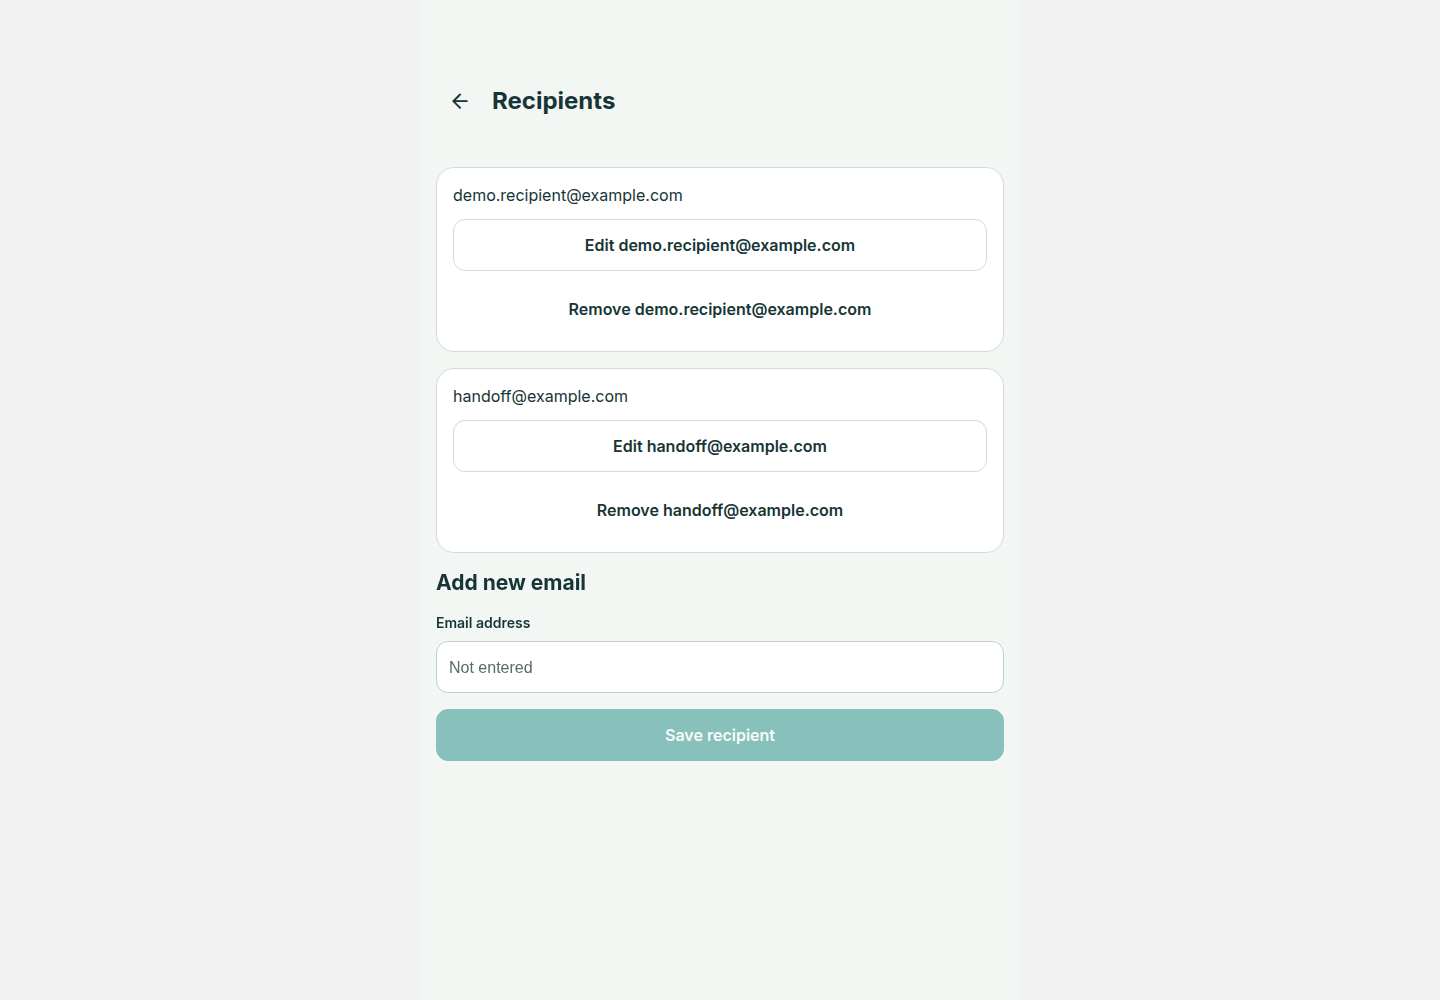 Recipients
demo.recipient@example.com
Edit demo.recipient@example.com
Remove demo.recipient@example.com
handoff@example.com
Edit handoff@example.com
Remove handoff@example.com
Add new email
Email address
Not entered
Save recipient